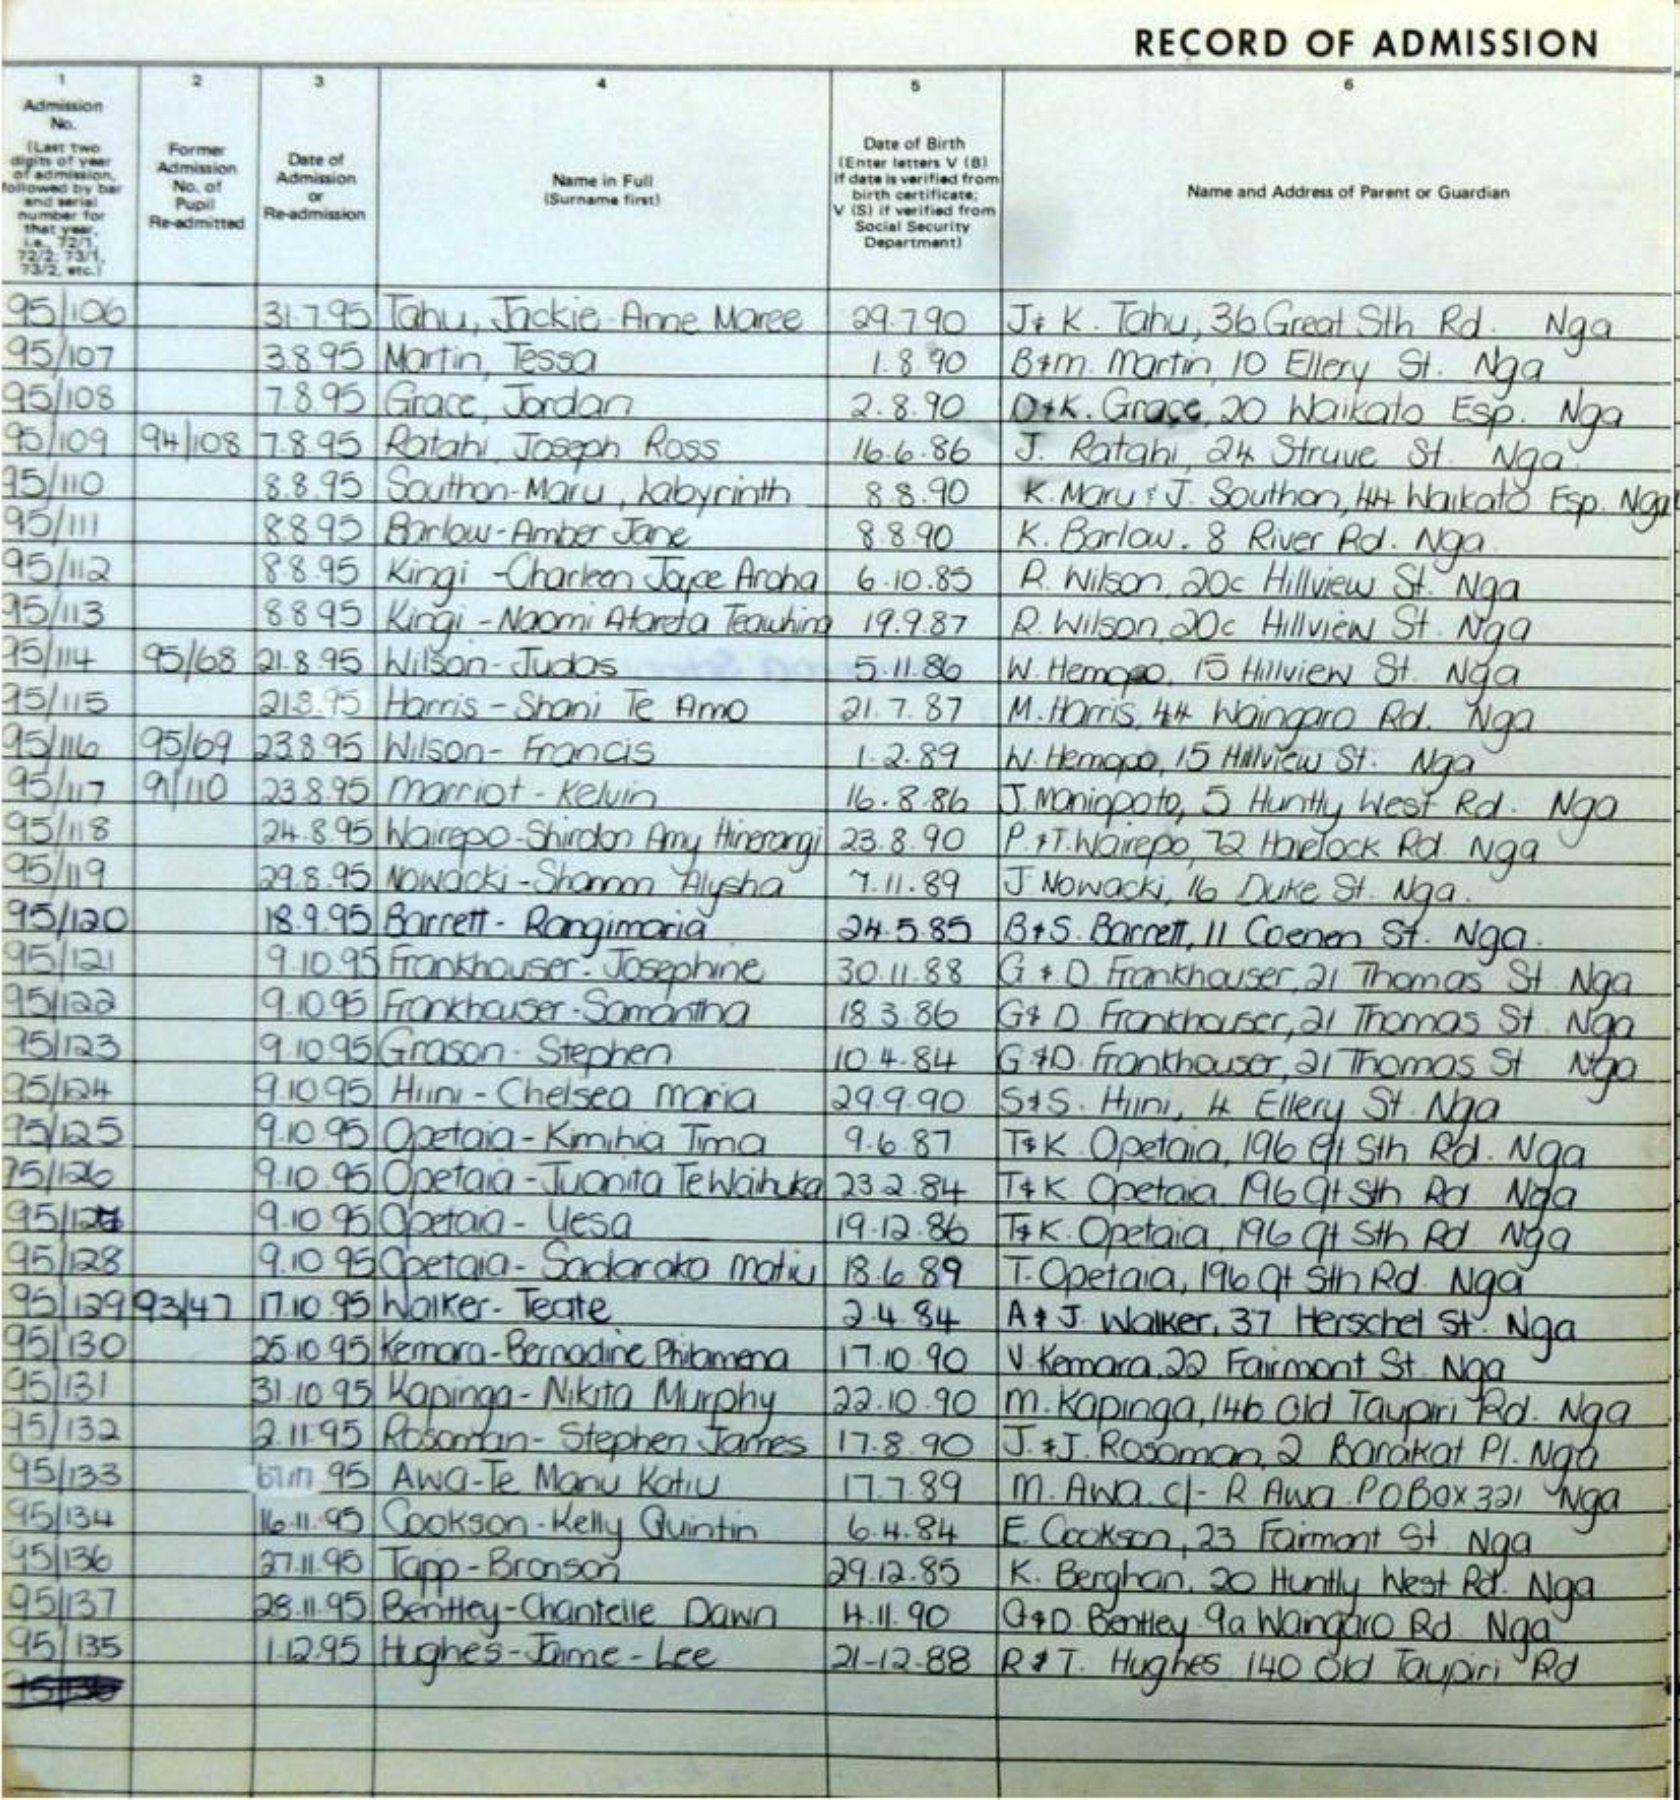 RECORD OF ADMISSION
1 2 3 4 5 6
Admission No. (Last two digits of year of admission, followed by bar and serial number for that year, i.e., 72/1, 72/2; 73/1, 73/2, etc.)
Former Admission No. of Pupil Re-admitted
Date of Admission or Re-admission
Name in Full (Surname first)
Date of Birth (Enter letters V (B) if date is verified from birth certificate; V (S) if verified from Social Security Department)
Name and Address of Parent or Guardian
95/106 31.7.95 Tahu, Jackie-Anne Maree 29.7.90 J & K. Tahu, 36 Great Sth Rd. Nga
95/107 3.8.95 Martin, Tessa 1.8.90 B & M. Martin, 10 Ellery St. Nga
95/108 7.8.95 Grace, Jordan 2.8.90 D & K. Grace, 20 Waikato Esp. Nga
95/109 94/108 7.8.95 Ratahi, Joseph Ross 16.6.86 J. Ratahi, 24 Struve St. Nga
95/110 8.8.95 Southon-Maru, Labyrinth 8.8.90 K. Maru & J. Southon, 44 Waikato Esp. Nga
95/111 8.8.95 Barlow-Amber Jane 8.8.90 K. Barlow. 8 River Rd. Nga
95/112 8.8.95 Kingi -Charleen Joyce Aroha 6.10.85 R. Wilson, 20c Hillview St. Nga
95/113 8.8.95 Kingi -Naomi Atareta Teawhina 19.9.87 R. Wilson, 20c Hillview St. Nga
95/114 95/68 21.8.95 Wilson-Judas 5.11.86 W. Hemopo, 15 Hillview St. Nga
95/115 21.8.95 Harris - Shani Te Amo 21.7.87 M. Harris, 44 Waingaro Rd. Nga
95/116 95/69 23.8.95 Wilson- Francis 1.2.89 W. Hemopo, 15 Hillview St. Nga
95/117 91/110 23.8.95 Marriot - Kelvin 16.8.86 J. Maniopoto, 5 Huntly West Rd. Nga
95/118 24.8.95 Wairepo-Shirdon Amy Hinerangi 23.8.90 P. & T. Wairepo, 72 Havelock Rd. Nga
95/119 29.8.95 Nowacki-Shannon Alysha 7.11.89 J Nowacki, 16 Duke St. Nga.
95/120 18.9.95 Barrett- Rangimaria 24.5.85 B & S. Barrett, 11 Coenen St. Nga.
95/121 9.10.95 Frankhouser- Josephine 30.11.88 G & D. Frankhouser, 21 Thomas St Nga
95/122 9.10.95 Frankhouser-Samantha 18.3.86 G & D Frankhouser, 21 Thomas St. Nga
95/123 9.10.95 Grason- Stephen 10.4.84 G & D. Frankhouser, 21 Thomas St Nga
95/124 9.10.95 Hiini - Chelsea Maria 29.9.90 S & S. Hiini, 4 Ellery St. Nga
95/125 9.10.95 Opetaia-Kimihia Tima 9.6.87 T & K. Opetaia, 196 Gt Sth Rd. Nga
95/126 9.10.95 Opetaia-Juanita TeWaihuka 23.2.84 T & K Opetaia 196 Gt Sth Rd. Nga
95/127 9.10.95 Opetaia- Uesa 19.12.86 T & K. Opetaia, 196 Gt Sth Rd Nga
95/128 9.10.95 Opetaia- Sadaraka Matiu 18.6.89 T. Opetaia, 196 Gt Sth Rd. Nga
95/129 93/47 17.10.95 Walker- Teate 2.4.84 A & J. Walker, 37 Herschel St. Nga
95/130 25.10.95 Kemara-Bernadine Philamena 17.10.90 V. Kemara, 22 Fairmont St. Nga
95/131 31.10.95 Kapinga- Nikita Murphy 22.10.90 M. Kapinga, 146 Old Taupiri Rd. Nga
95/132 2.11.95 Rosoman- Stephen James 17.8.90 J. & J. Rosoman, 2 Barakat Pl. Nga
95/133 95 Awa-Te Manu Katiu 17.7.89 M. Awa. c/- R Awa. P O Box 321 Nga
95/134 16.11.95 Cookson-Kelly Quintin 6.4.84 E. Cookson, 23 Fairmont St. Nga
95/136 27.11.95 Tapp-Bronson 29.12.85 K. Berghan, 20 Huntly West Rd. Nga
95/137 28.11.95 Bentley-Chantelle Dawn 4.11.90 G & D. Bentley 9a Waingaro Rd Nga
95/135 1.12.95 Hughes-Jaime-Lee 21-12-88 R & T. Hughes 140 Old Taupiri Rd